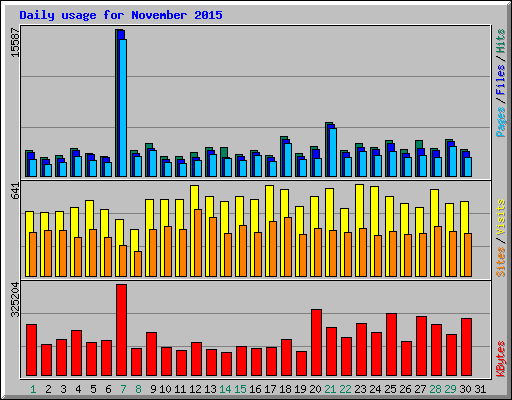 Daily usage for November 2015
15587
Pages / Files / Hits
641
Sites / Visits
325204
KBytes
1 2 3 4 5 6 7 8 9 10 11 12 13 14 15 16 17 18 19 20 21 22 23 24 25 26 27 28 29 30 31